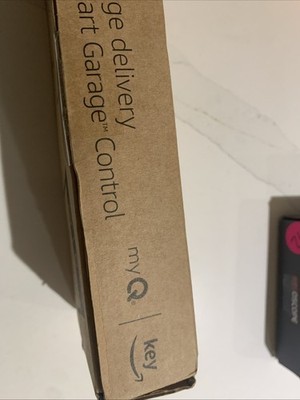 ge delivery
art Garage™ Control
myQ | key